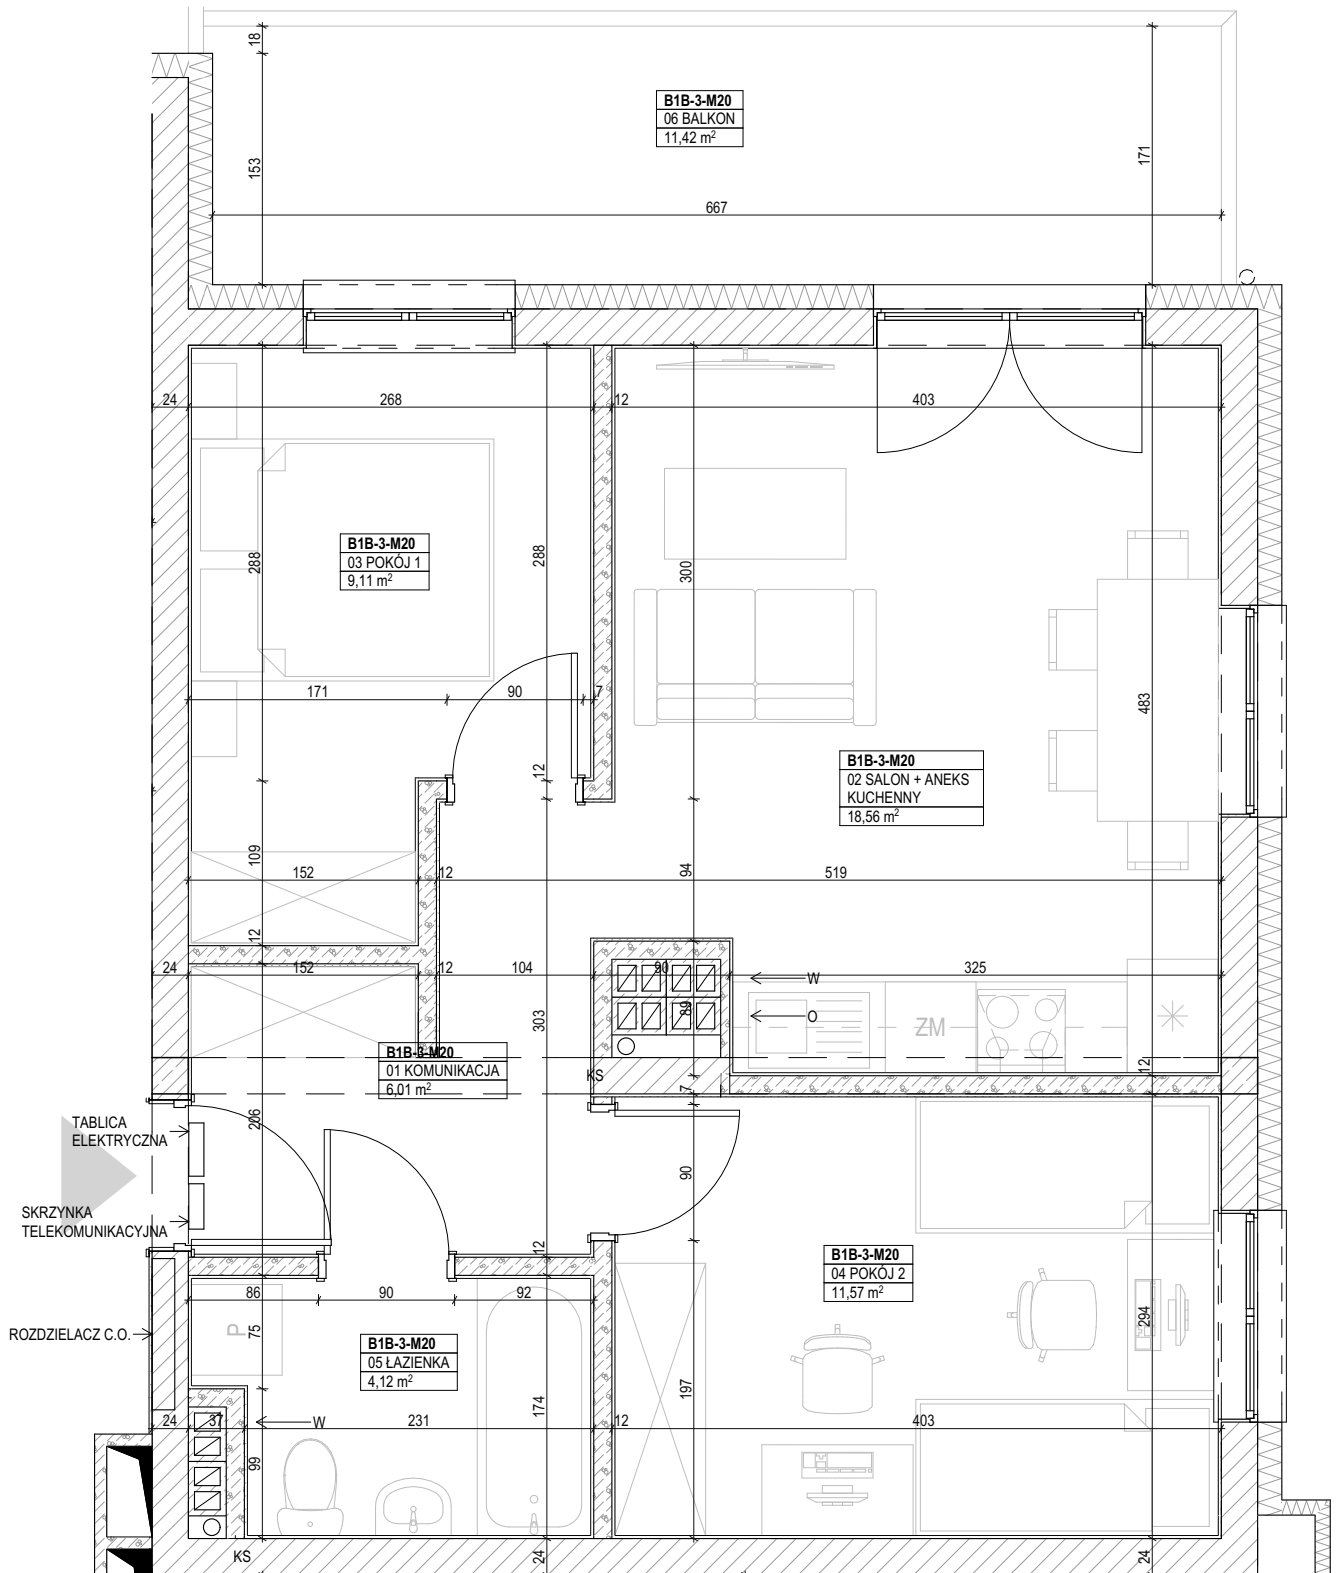 18
B1B-3-M20
06 BALKON
11,42 m²
153
171
667
24
268
12
403
B1B-3-M20
03 POKÓJ 1
9,11 m²
288
288
300
171
90
7
483
12
B1B-3-M20
02 SALON + ANEKS
KUCHENNY
18,56 m²
109
152
12
94
519
12
24
152
12
104
90
325
W
89
O
303
ZM
B1B-3-M20
01 KOMUNIKACJA
6,01 m²
12
KS
7
206
TABLICA
ELEKTRYCZNA
90
SKRZYNKA
TELEKOMUNIKACYJNA
12
B1B-3-M20
04 POKÓJ 2
11,57 m²
86
90
92
294
ROZDZIELACZ C.O.
P
75
B1B-3-M20
05 ŁAZIENKA
4,12 m²
197
174
24
37
W
231
12
403
99
KS
24
24